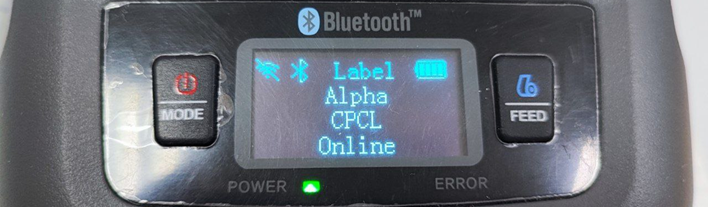 Bluetooth™
Label
Alpha
CPCL
Online
MODE
FEED
POWER
ERROR